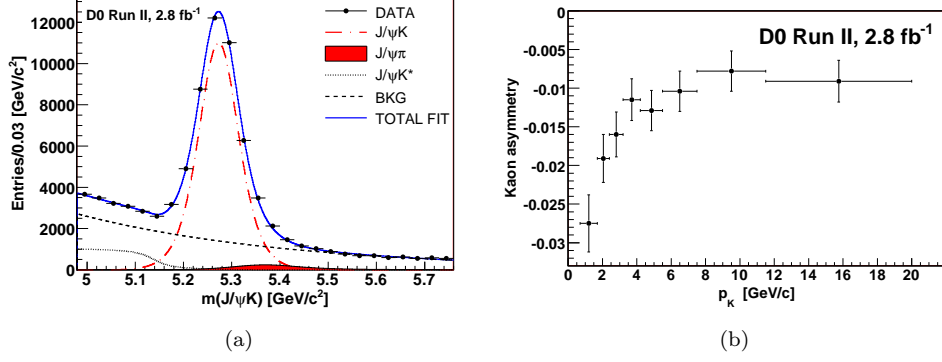 D0 Run II, 2.8 fb⁻¹
DATA
J/ψK
J/ψπ
J/ψK*
BKG
TOTAL FIT
Entries/0.03 [GeV/c²]
12000
10000
8000
6000
4000
2000
0
5 5.1 5.2 5.3 5.4 5.5 5.6 5.7
m(J/ψK) [GeV/c²]
(a)
D0 Run II, 2.8 fb⁻¹
Kaon asymmetry
0
-0.005
-0.01
-0.015
-0.02
-0.025
-0.03
0 2 4 6 8 10 12 14 16 18 20
p_K [GeV/c]
(b)